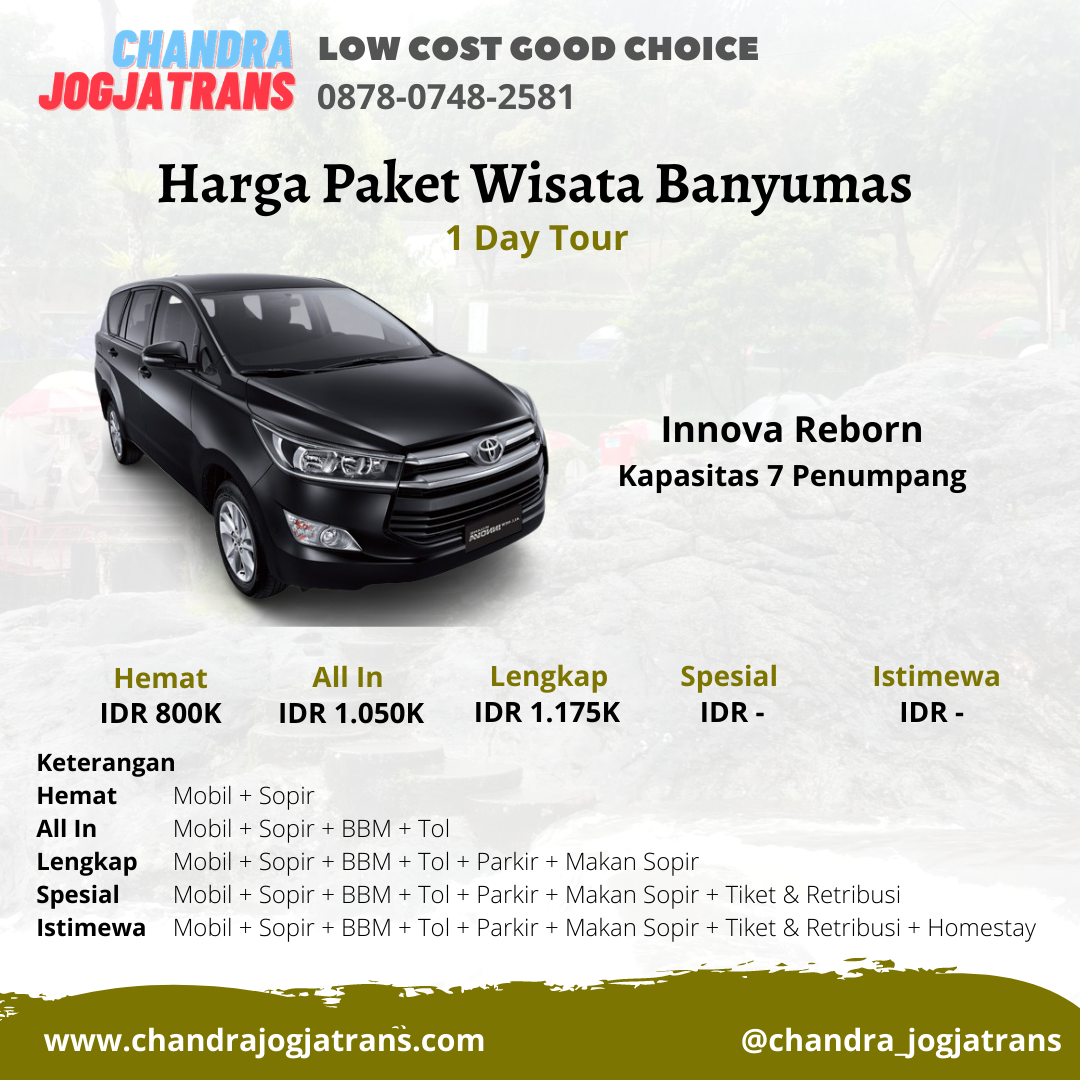 CHANDRA
JOGJATRANS
LOW COST GOOD CHOICE
0878-0748-2581
Harga Paket Wisata Banyumas
1 Day Tour
Innova Reborn
Kapasitas 7 Penumpang
Hemat All In Lengkap Spesial Istimewa
IDR 800K IDR 1.050K IDR 1.175K IDR - IDR -
Keterangan
Hemat Mobil + Sopir
All In Mobil + Sopir + BBM + Tol
Lengkap Mobil + Sopir + BBM + Tol + Parkir + Makan Sopir
Spesial Mobil + Sopir + BBM + Tol + Parkir + Makan Sopir + Tiket & Retribusi
Istimewa Mobil + Sopir + BBM + Tol + Parkir + Makan Sopir + Tiket & Retribusi + Homestay
www.chandrajogjatrans.com
@chandra_jogjatrans